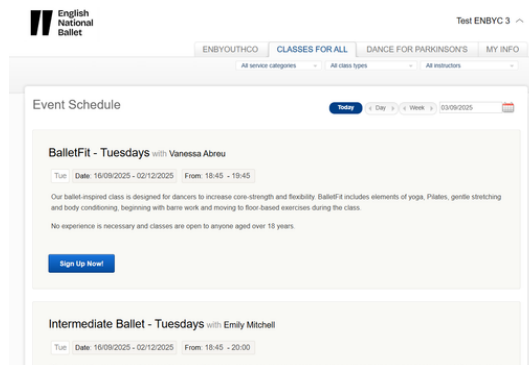 English
National
Ballet
Test ENBYC 3
ENBYOUTHCO CLASSES FOR ALL DANCE FOR PARKINSON'S MY INFO
All service categories All class types All instructors
Event Schedule
Today Day Week 03/09/2025
BalletFit - Tuesdays with Vanessa Abreu
Tue Date: 16/09/2025 - 02/12/2025 From: 18:45 - 19:45
Our ballet-inspired class is designed for dancers to increase core-strength and flexibility. BalletFit includes elements of yoga, Pilates, gentle stretching
and body conditioning, beginning with barre work and moving to floor-based exercises during the class.
No experience is necessary and classes are open to anyone aged over 18 years.
Sign Up Now!
Intermediate Ballet - Tuesdays with Emily Mitchell
Tue Date: 16/09/2025 - 02/12/2025 From: 18:45 - 20:00